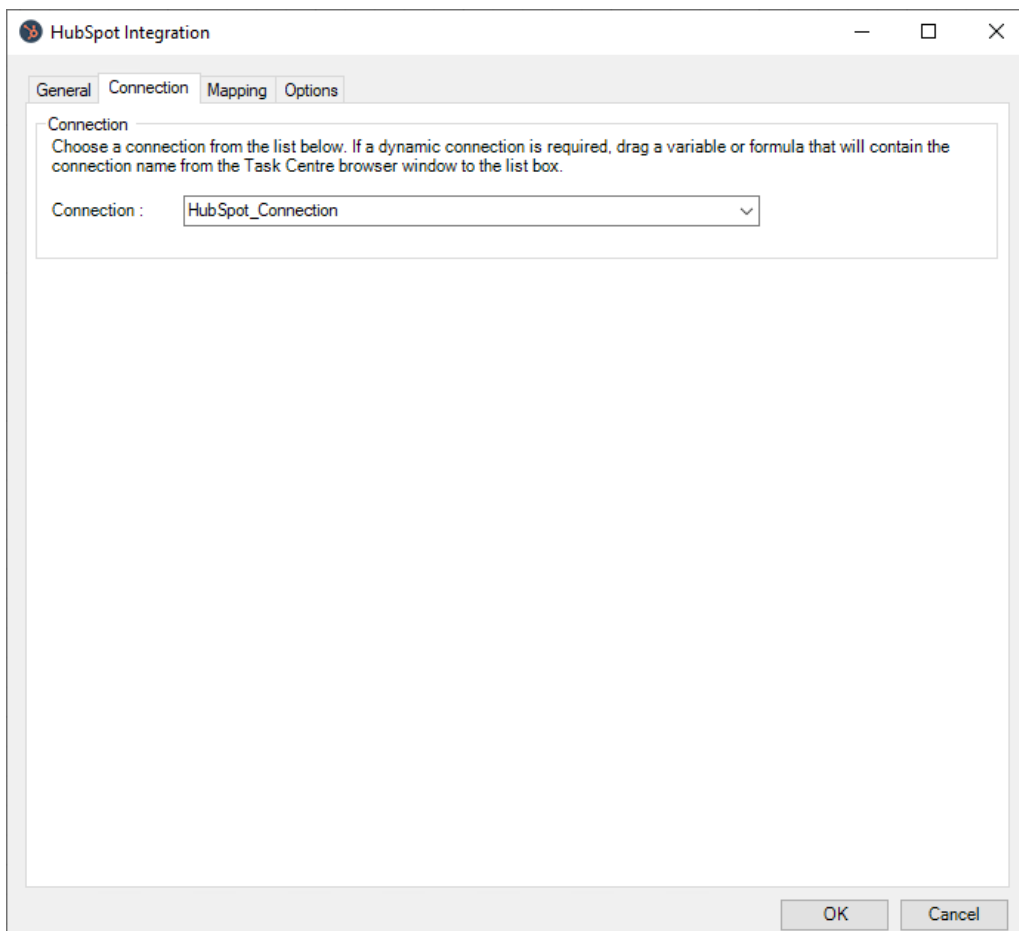 HubSpot Integration
General Connection Mapping Options
Connection
Choose a connection from the list below. If a dynamic connection is required, drag a variable or formula that will contain the
connection name from the Task Centre browser window to the list box.
Connection : HubSpot_Connection
OK Cancel